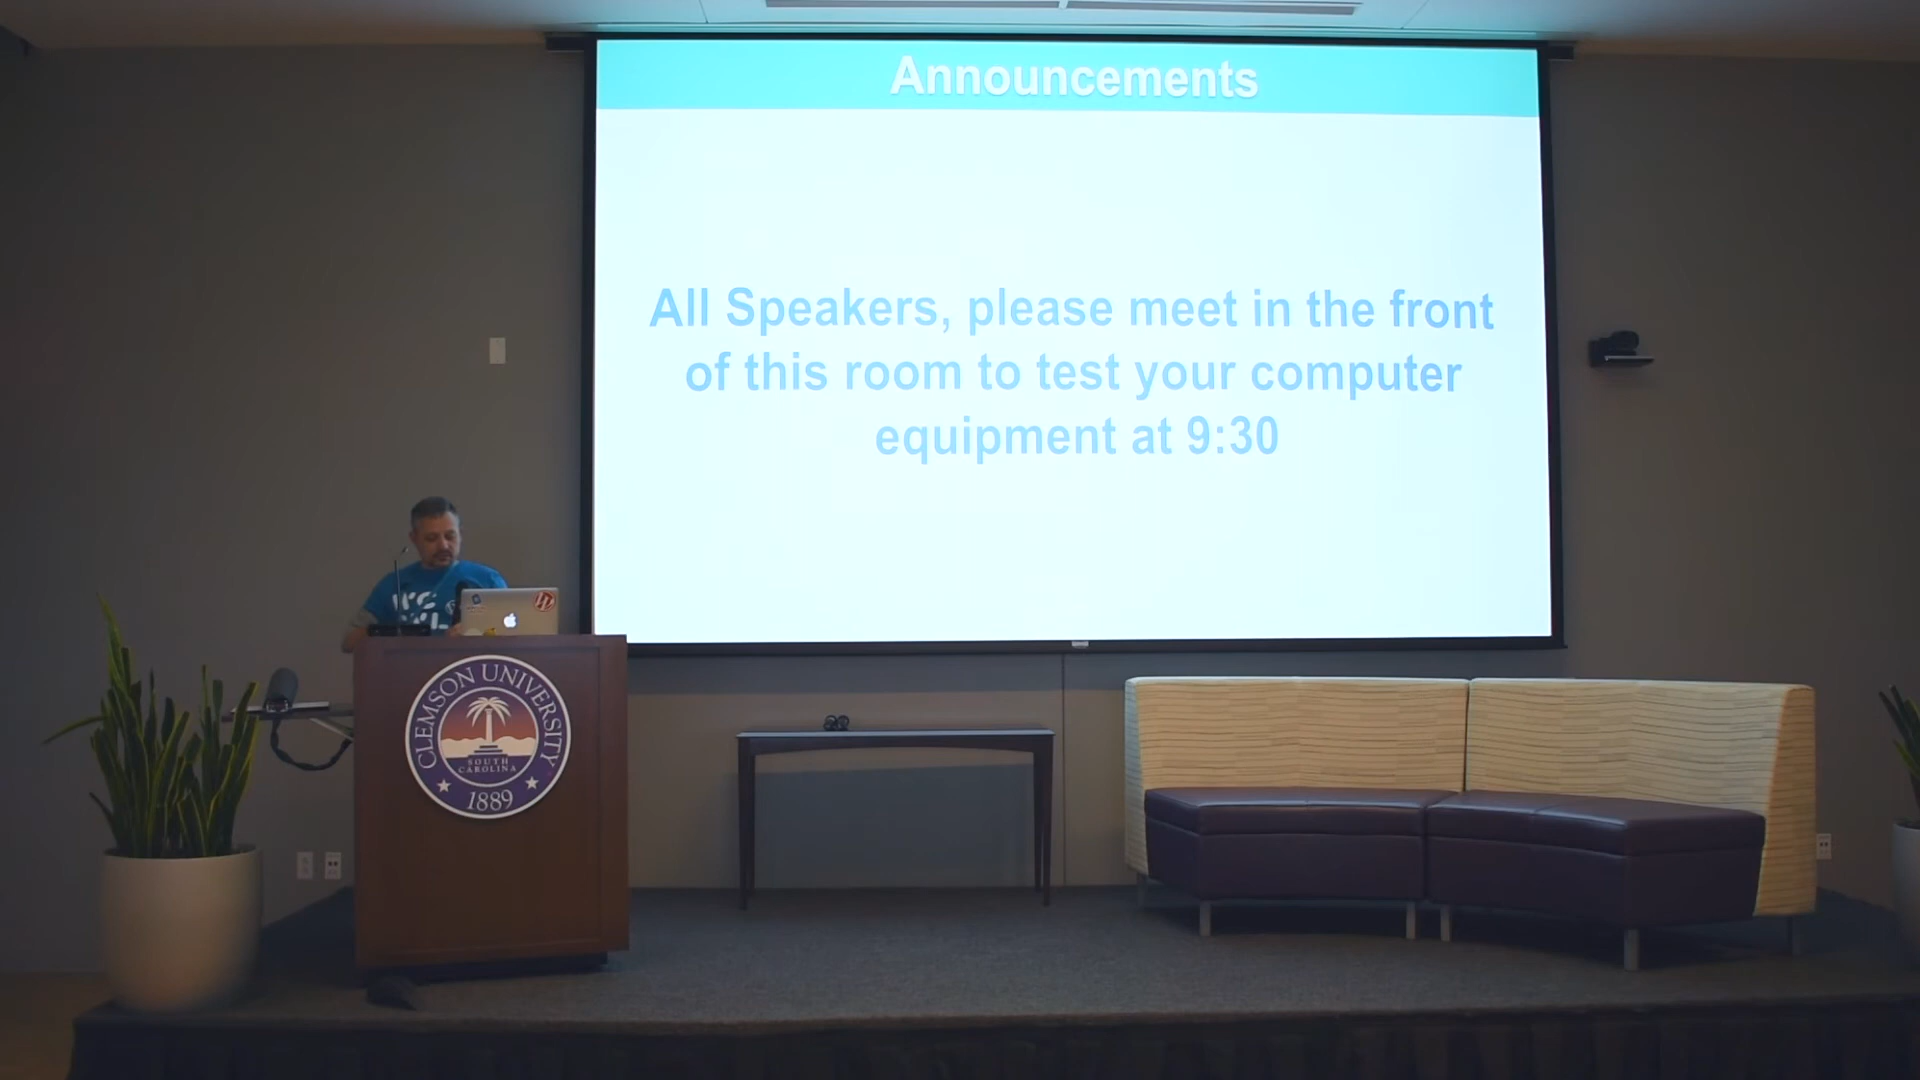 Announcements
All Speakers, please meet in the front
of this room to test your computer
equipment at 9:30
CLEMSON UNIVERSITY
SOUTH
CAROLINA
1889